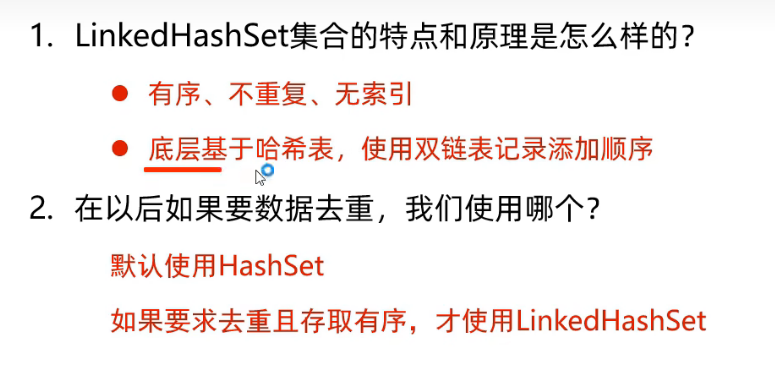 1. LinkedHashSet集合的特点和原理是怎么样的？
● 有序、不重复、无索引
● 底层基于哈希表，使用双链表记录添加顺序
2. 在以后如果要数据去重，我们使用哪个？
默认使用HashSet
如果要求去重且存取有序，才使用LinkedHashSet